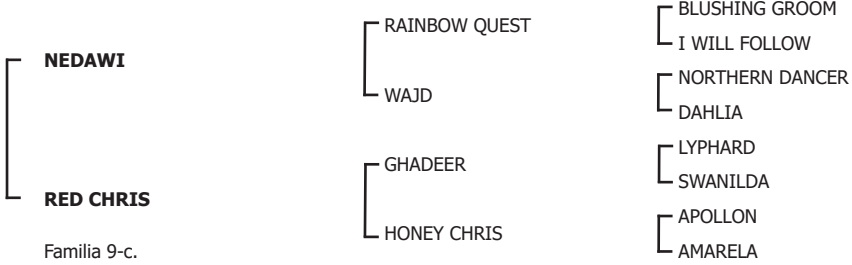 BLUSHING GROOM
RAINBOW QUEST
I WILL FOLLOW
NEDAWI
NORTHERN DANCER
WAJD
DAHLIA
LYPHARD
GHADEER
SWANILDA
RED CHRIS
APOLLON
HONEY CHRIS
Familia 9-c.
AMARELA